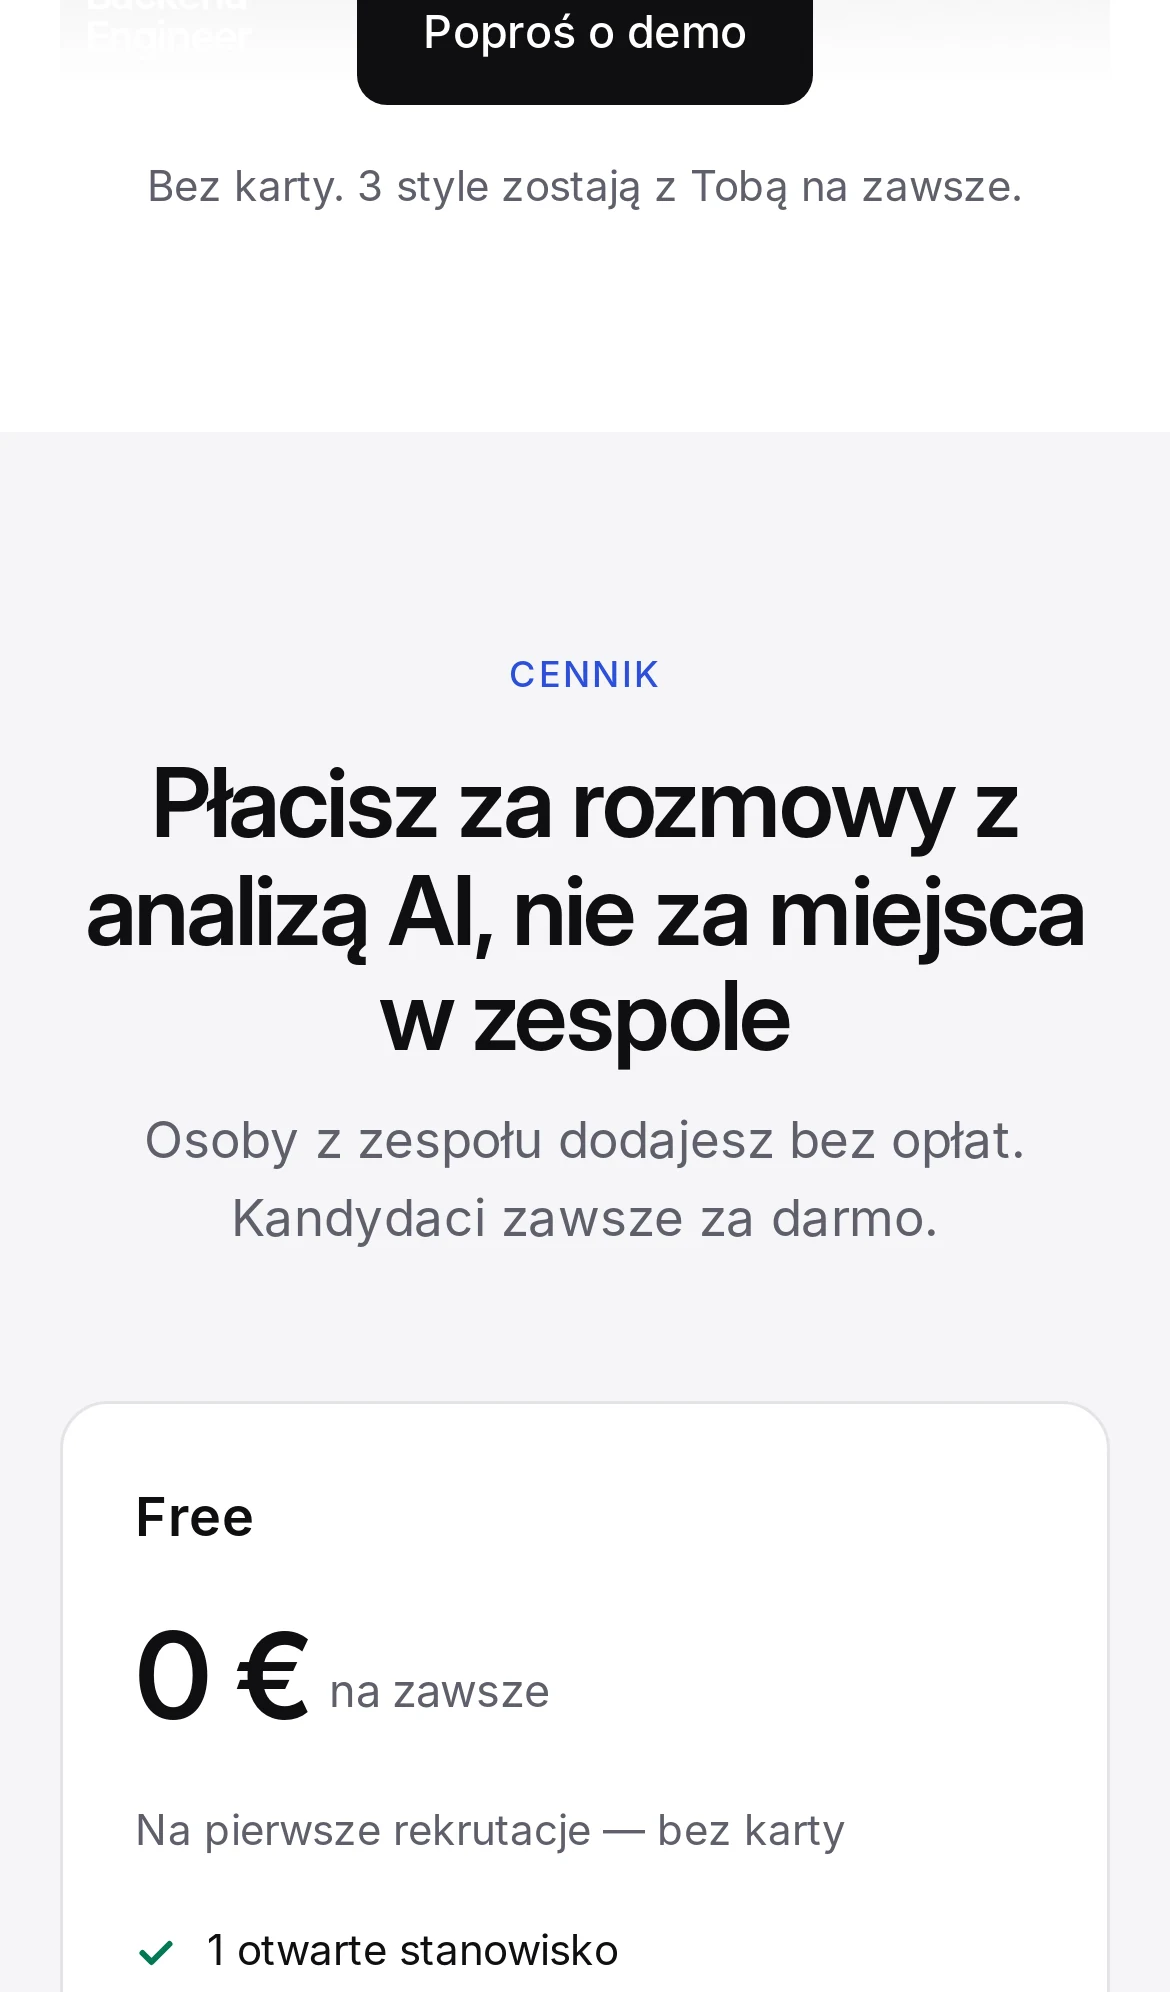 Engineer
Poproś o demo
Bez karty. 3 style zostają z Tobą na zawsze.
CENNIK
Płacisz za rozmowy z
analizą AI, nie za miejsca
w zespole
Osoby z zespołu dodajesz bez opłat.
Kandydaci zawsze za darmo.
Free
0 € na zawsze
Na pierwsze rekrutacje — bez karty
1 otwarte stanowisko